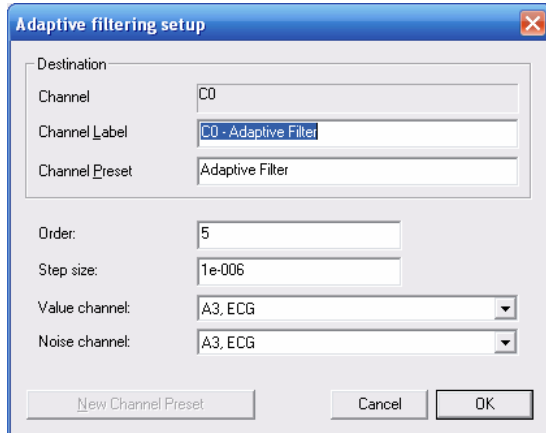 Adaptive filtering setup
Destination
Channel C0
Channel Label C0 - Adaptive Filter
Channel Preset Adaptive Filter
Order: 5
Step size: 1e-006
Value channel: A3, ECG
Noise channel: A3, ECG
New Channel Preset Cancel OK